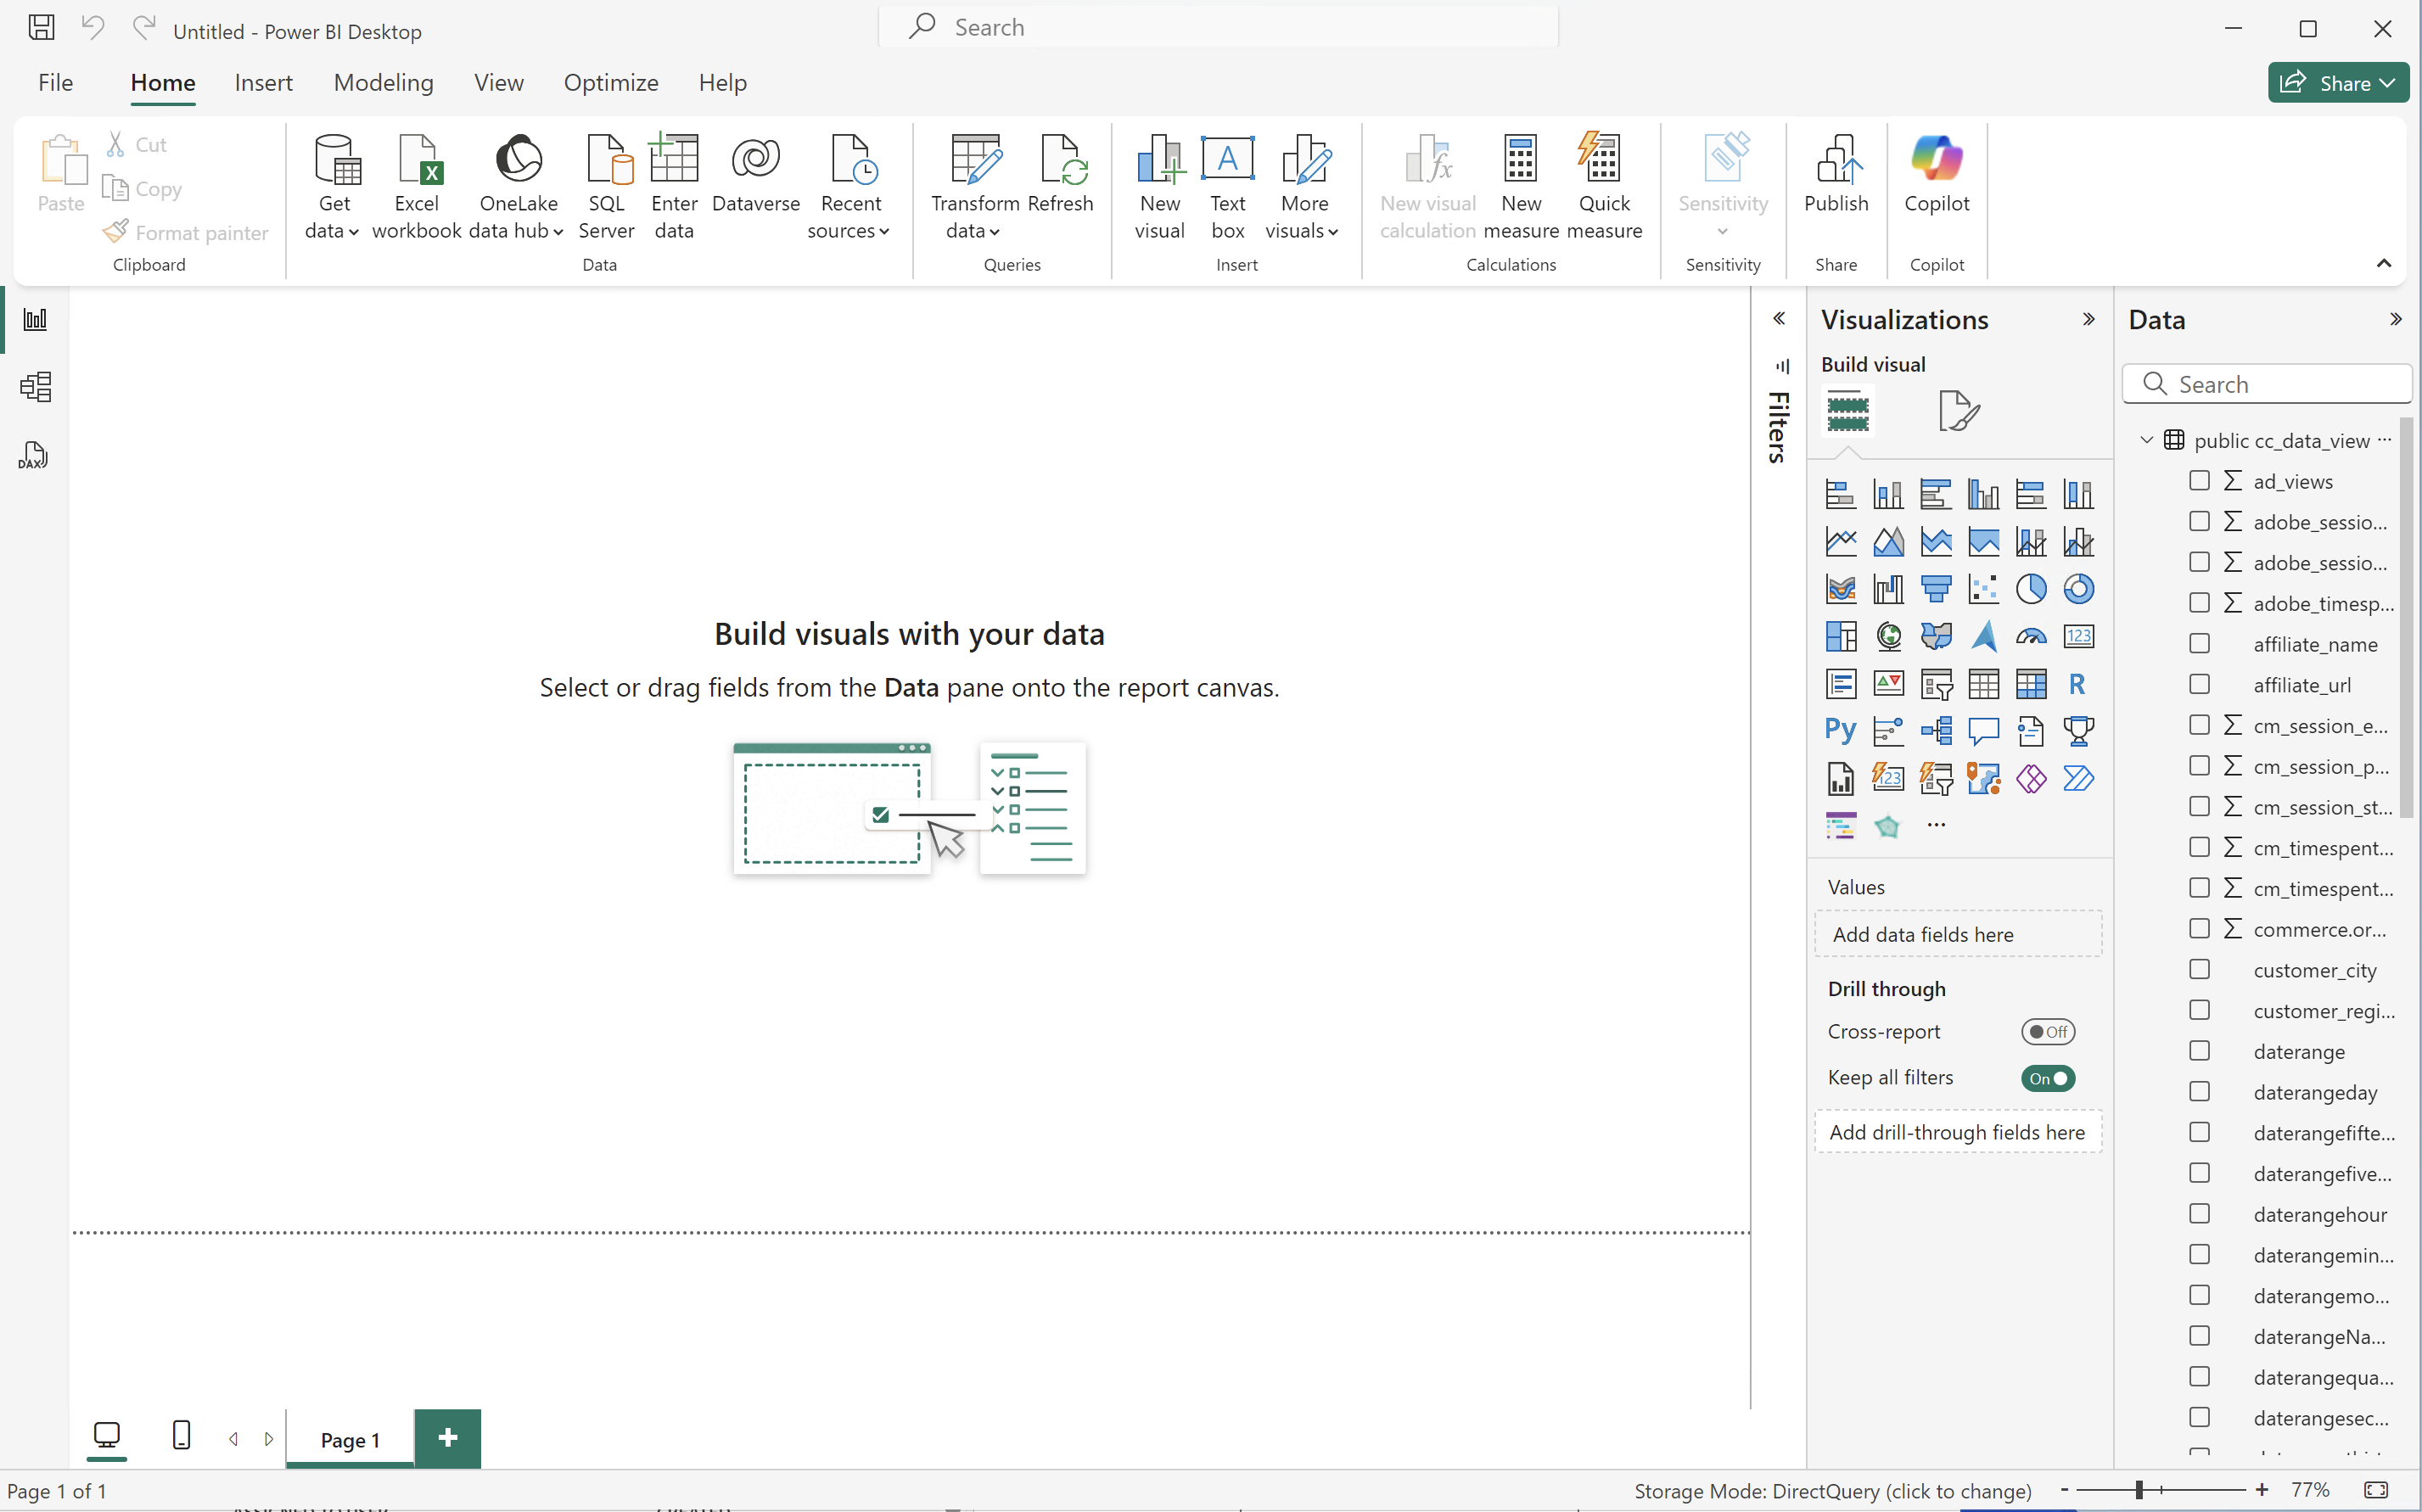 Untitled - Power BI Desktop
Search
File Home Insert Modeling View Optimize Help
Share
Paste
Cut
Copy
Format painter
Clipboard
Get data
Excel workbook
OneLake data hub
SQL Server
Enter data
Dataverse
Recent sources
Data
Transform data
Refresh
Queries
New visual
Text box
More visuals
Insert
New visual calculation
New measure
Quick measure
Calculations
Sensitivity
Sensitivity
Publish
Share
Copilot
Copilot
DAX
Build visuals with your data
Select or drag fields from the Data pane onto the report canvas.
Filters
Visualizations
Build visual
123
R
Py
123
Values
Add data fields here
Drill through
Cross-report Off
Keep all filters On
Add drill-through fields here
Data
Search
public cc_data_view ...
ad_views
adobe_sessio...
adobe_sessio...
adobe_timesp...
affiliate_name
affiliate_url
cm_session_e...
cm_session_p...
cm_session_st...
cm_timespent...
cm_timespent...
commerce.or...
customer_city
customer_regi...
daterange
daterangeday
daterangefifte...
daterangefive...
daterangehour
daterangemin...
daterangemo...
daterangeNa...
daterangequa...
daterangesec...
Page 1
Page 1 of 1
Storage Mode: DirectQuery (click to change)
- + 77%